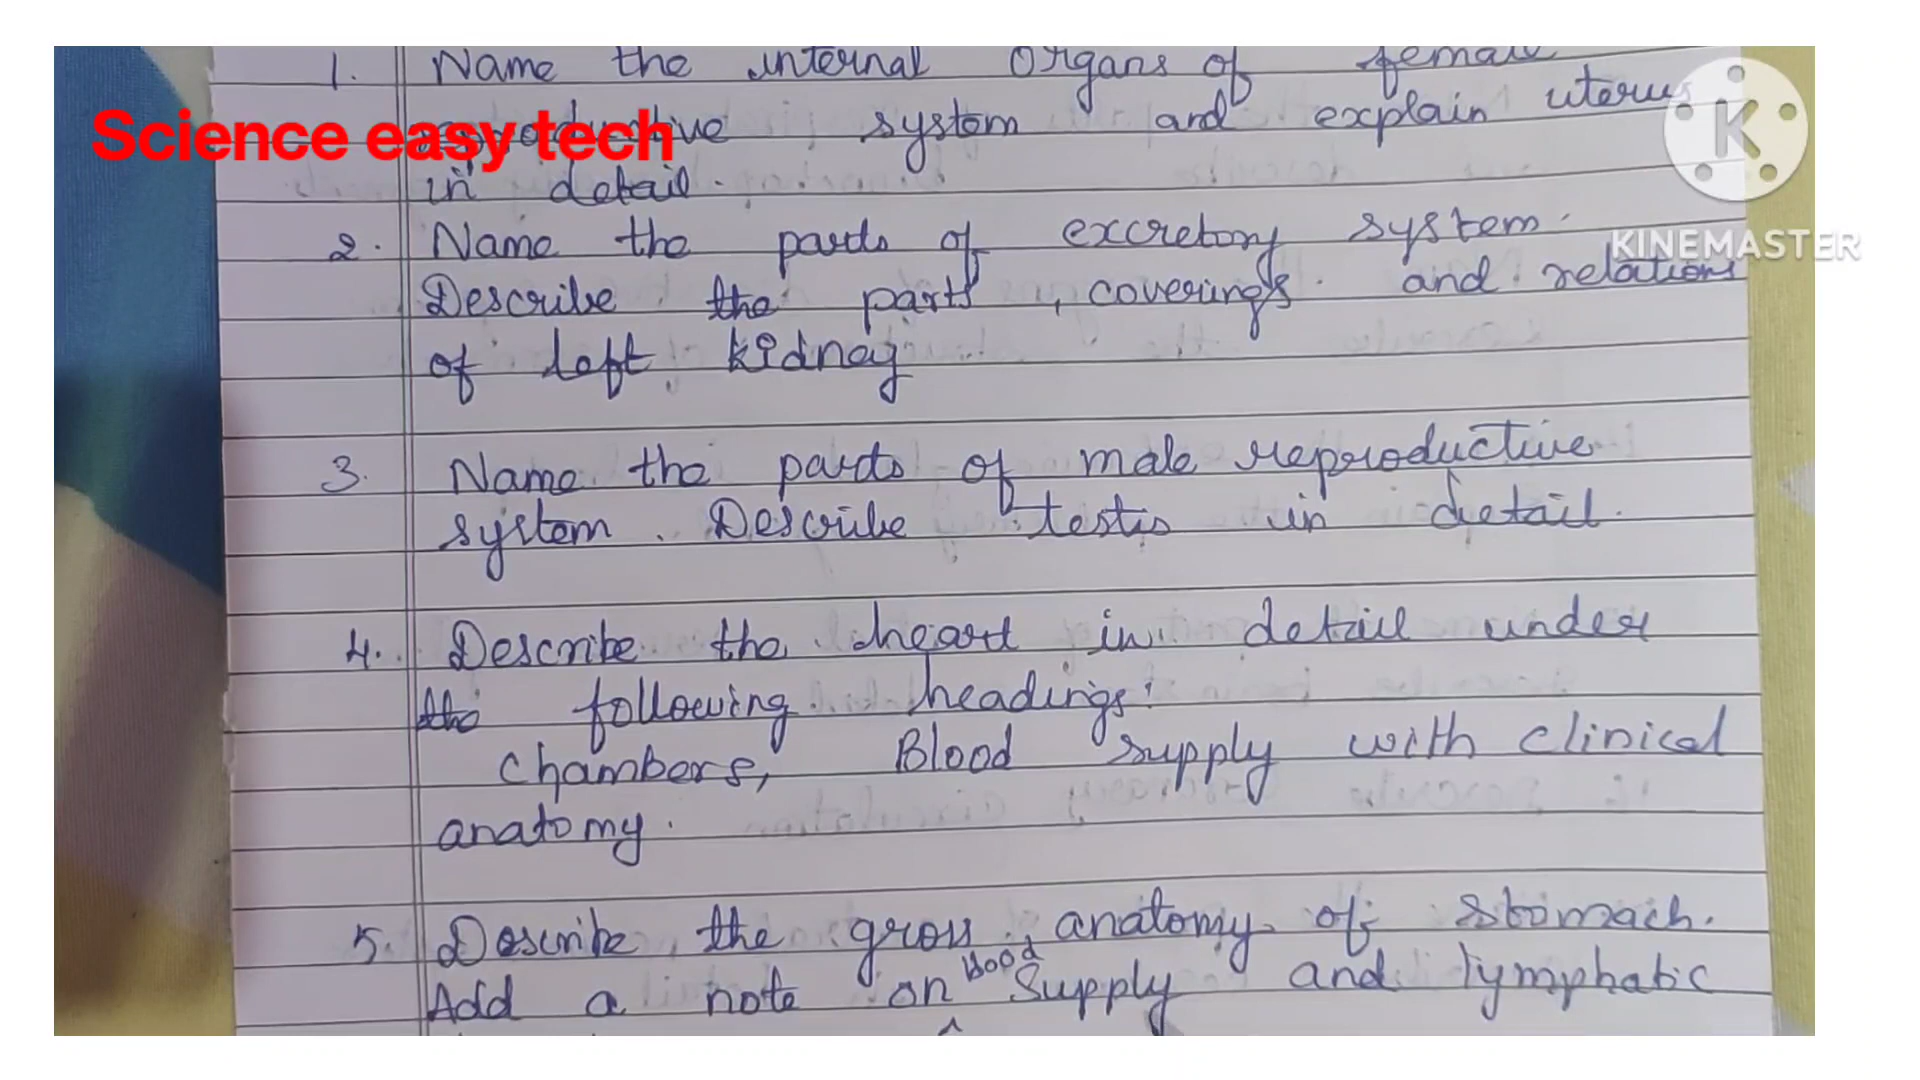 1. Name the internal Organs of female
Science easy tech
reproductive system and explain uterus
in detail.
K
KINEMASTER
2. Name the parts of excretory system.
Describe the parts, coverings and relations
of left kidney
3. Name the parts of male reproductive
system. Describe testis in detail.
4. Describe the heart in detail under
the following headings:
chambers, Blood supply with clinical
anatomy.
5. Describe the gross anatomy of stomach.
Add a note on Blood supply and lymphatic